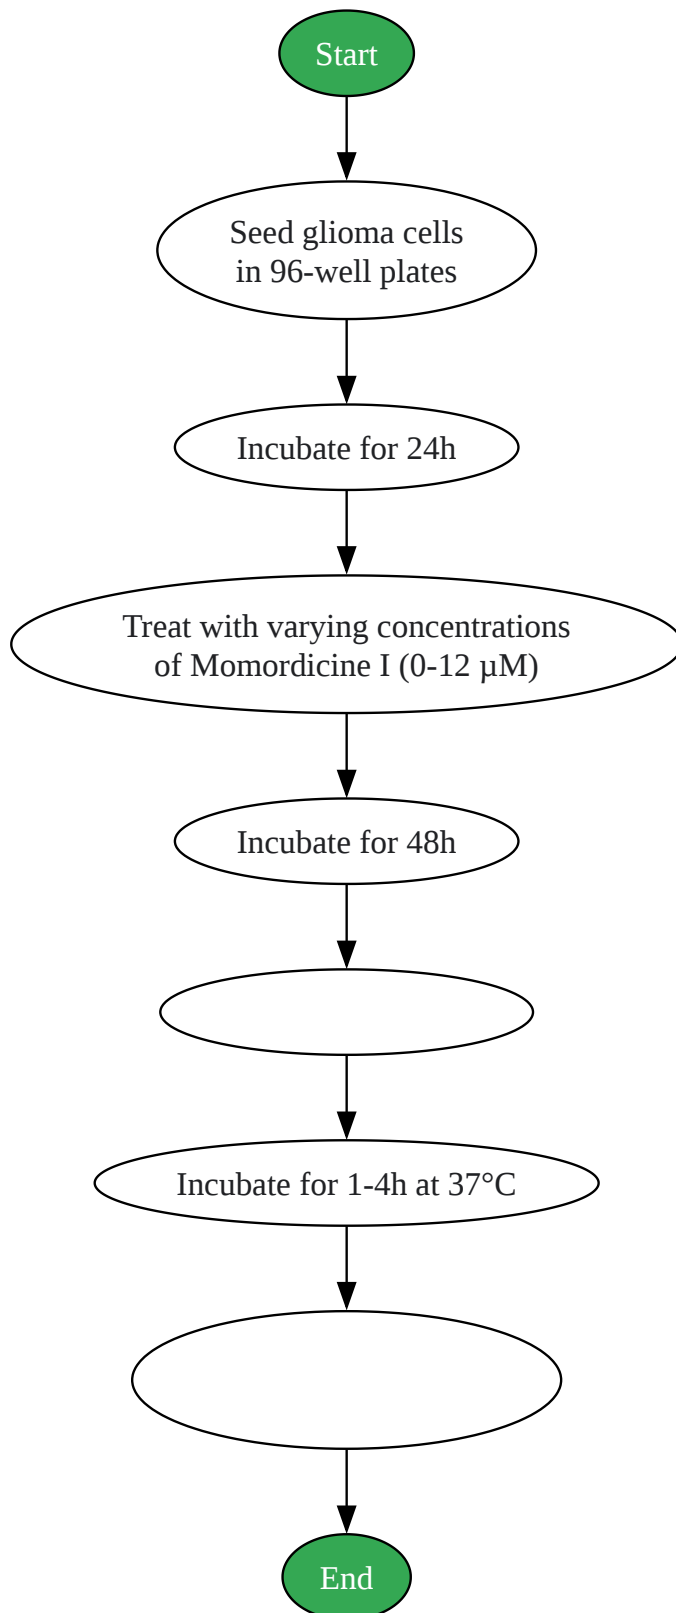 Start
Seed glioma cells
in 96-well plates
Incubate for 24h
Treat with varying concentrations
of Momordicine I (0-12 µM)
Incubate for 48h
Incubate for 1-4h at 37°C
End